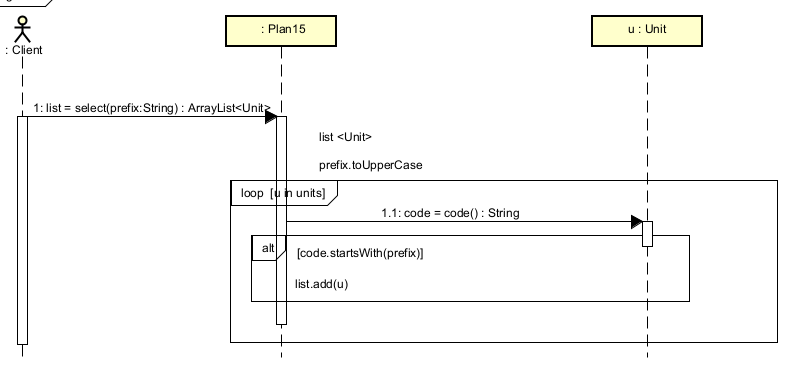 : Client
: Plan15
u : Unit
1: list = select(prefix:String) : ArrayList<Unit>
list <Unit>
prefix.toUpperCase
loop [u in units]
1.1: code = code() : String
alt
[code.startsWith(prefix)]
list.add(u)